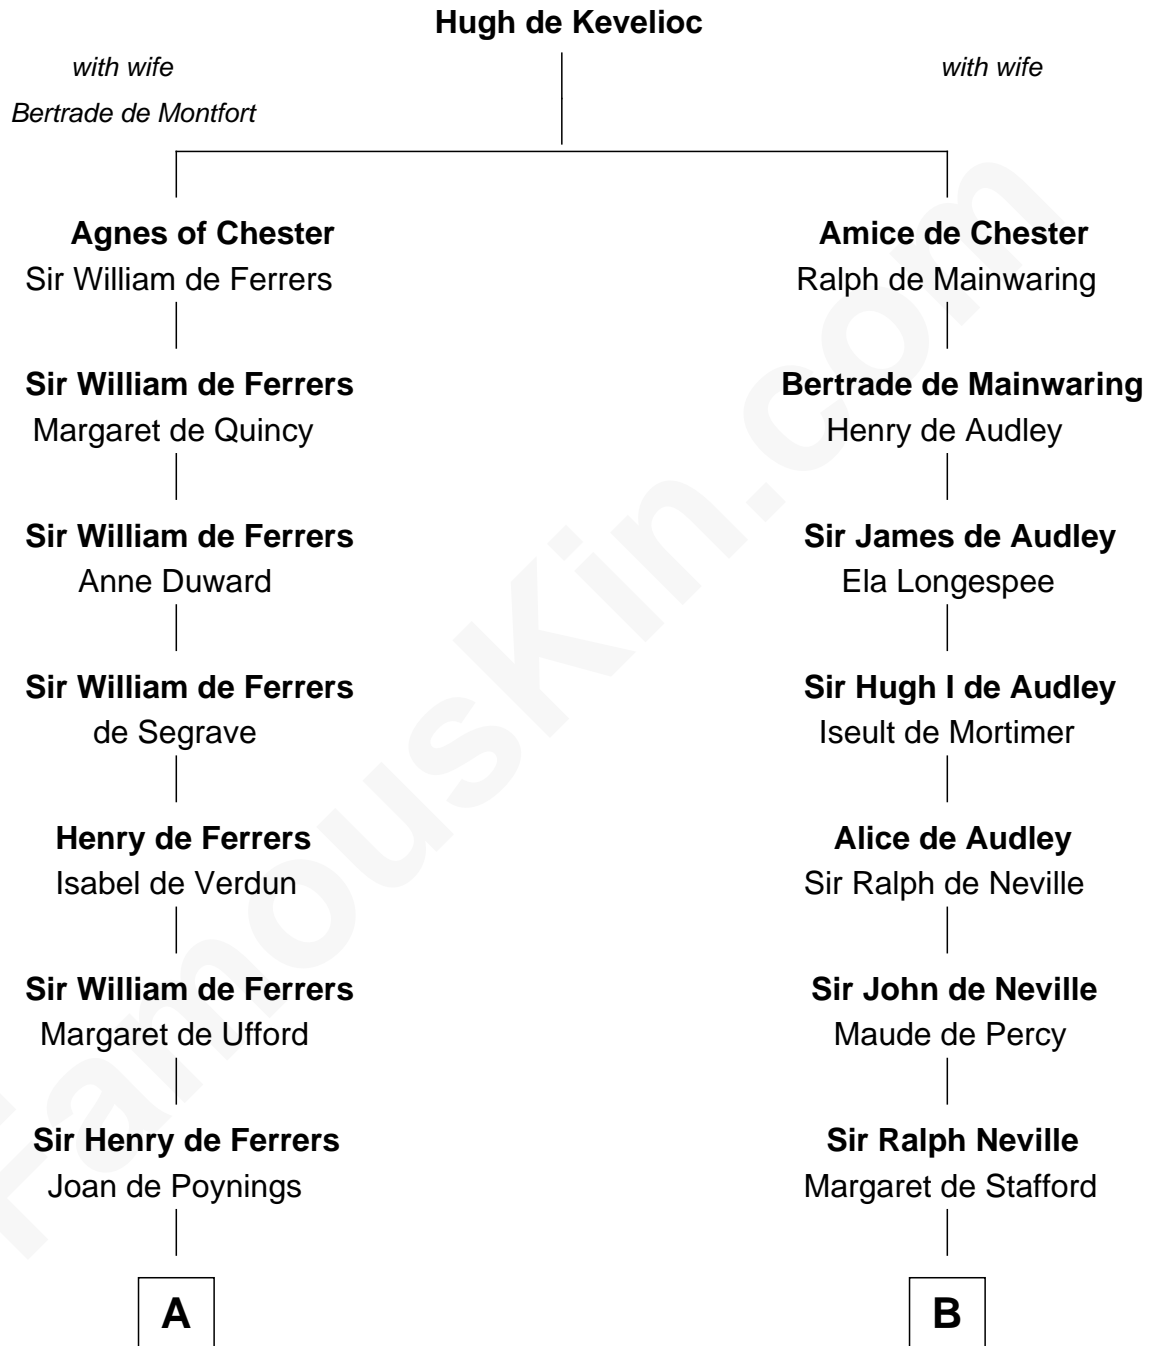 Hugh de Kevelioc
with wife
with wife
Bertrade de Montfort
Agnes of Chester
Sir William de Ferrers
Amice de Chester
Ralph de Mainwaring
Sir William de Ferrers
Margaret de Quincy
Bertrade de Mainwaring
Henry de Audley
Sir William de Ferrers
Anne Duward
Sir James de Audley
Ela Longespee
Sir William de Ferrers
de Segrave
Sir Hugh I de Audley
Iseult de Mortimer
Henry de Ferrers
Isabel de Verdun
Alice de Audley
Sir Ralph de Neville
Sir William de Ferrers
Margaret de Ufford
Sir John de Neville
Maude de Percy
Sir Henry de Ferrers
Joan de Poynings
Sir Ralph Neville
Margaret de Stafford
A
B
FamousKin.com